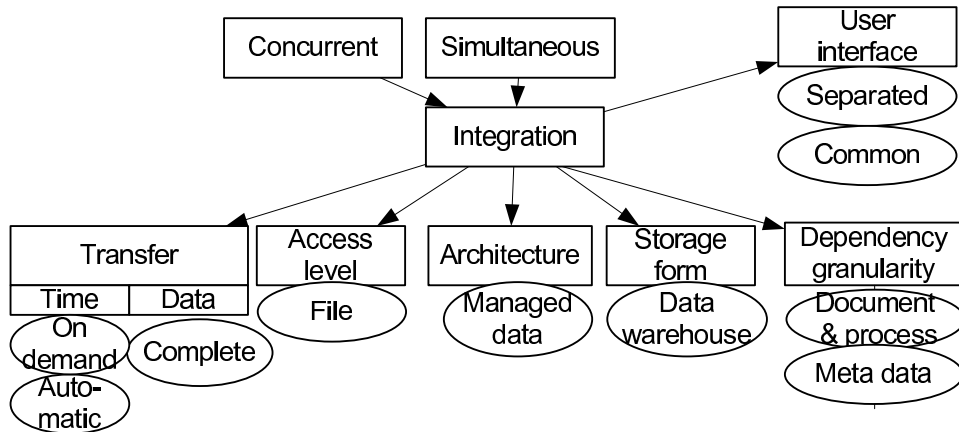 User
interface
Concurrent
Simultaneous
Separated
Integration
Common
Transfer
Access
level
Architecture
Storage
form
Dependency
granularity
Time
Data
File
Managed
data
Data
warehouse
Document
& process
On
demand
Complete
Meta data
Auto-
matic